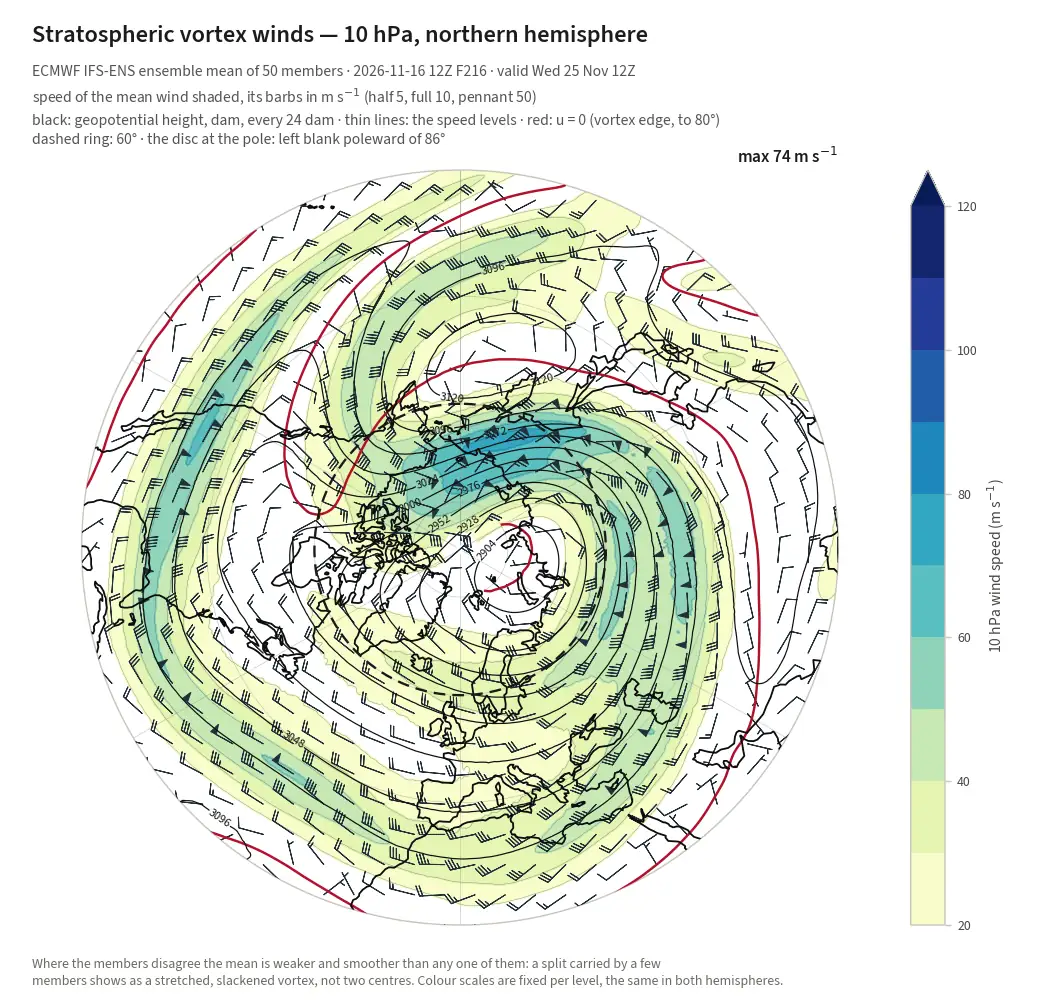 Stratospheric vortex winds — 10 hPa, northern hemisphere
ECMWF IFS-ENS ensemble mean of 50 members · 2026-11-16 12Z F216 · valid Wed 25 Nov 12Z
speed of the mean wind shaded, its barbs in m s⁻¹ (half 5, full 10, pennant 50)
black: geopotential height, dam, every 24 dam · thin lines: the speed levels · red: u = 0 (vortex edge, to 80°)
dashed ring: 60° · the disc at the pole: left blank poleward of 86°
max 74 m s⁻¹
120
100
80
60
40
20
10 hPa wind speed (m s⁻¹)
3096
3120
3120
2976
3000
2952
2928
2904
3048
3096
Where the members disagree the mean is weaker and smoother than any one of them: a split carried by a few
members shows as a stretched, slackened vortex, not two centres. Colour scales are fixed per level, the same in both hemispheres.